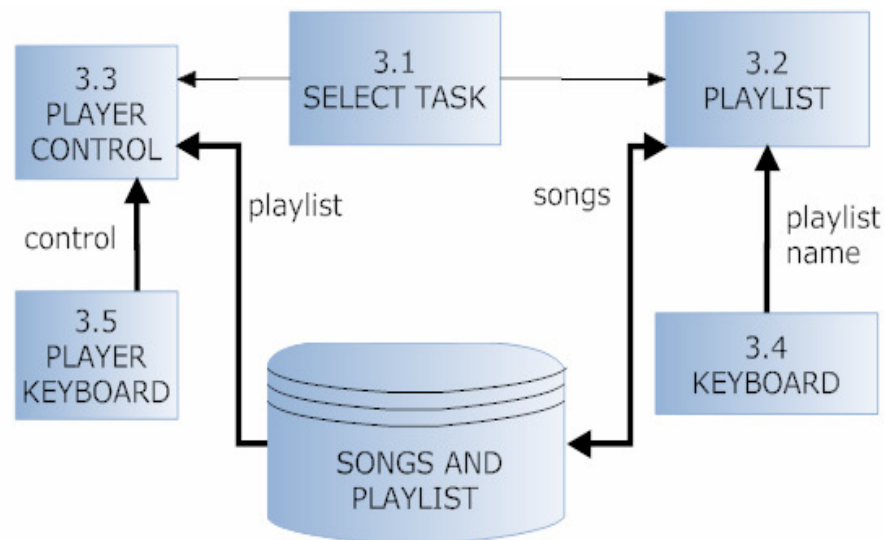 3.3
PLAYER
CONTROL
3.1
SELECT TASK
3.2
PLAYLIST
playlist
songs
control
playlist
name
3.5
PLAYER
KEYBOARD
3.4
KEYBOARD
SONGS AND
PLAYLIST